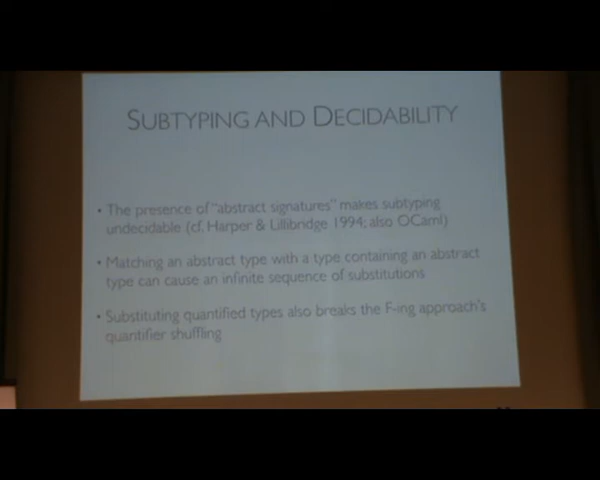 SUBTYPING AND DECIDABILITY
• The presence of "abstract signatures" makes subtyping
undecidable (cf. Harper & Lillibridge 1994; also OCaml)
• Matching an abstract type with a type containing an abstract
type can cause an infinite sequence of substitutions
• Substituting quantified types also breaks the F-ing approach's
quantifier shuffling